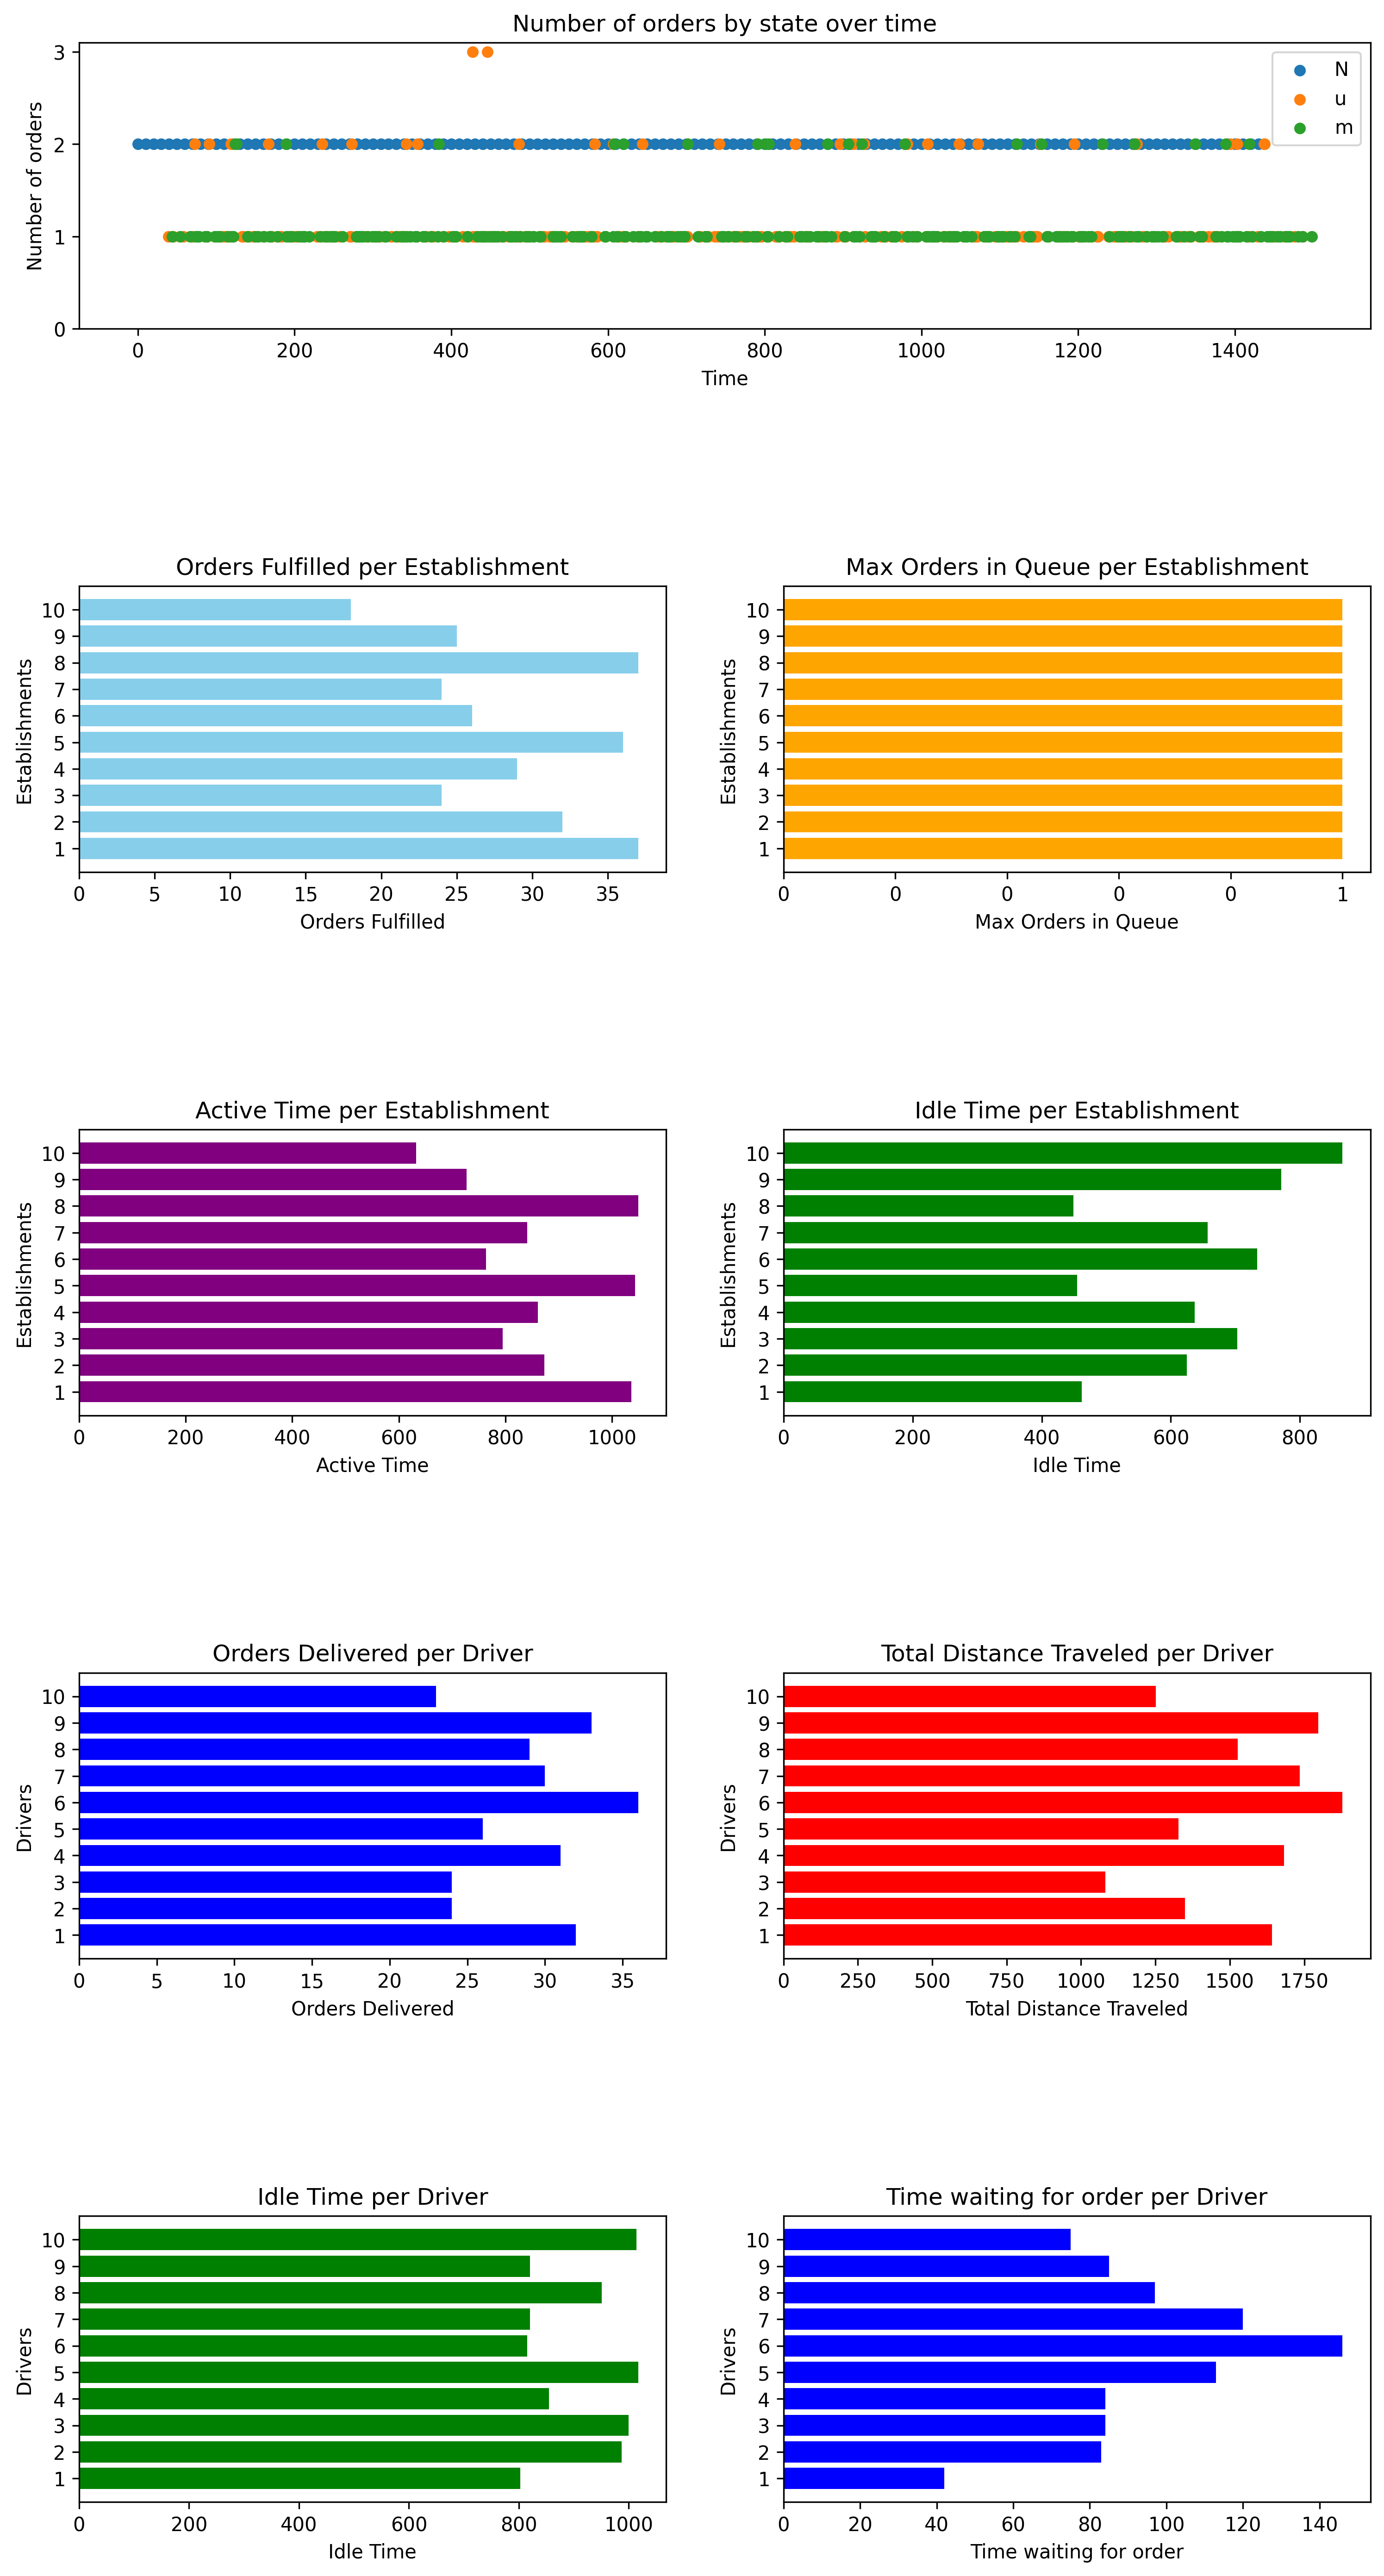 Number of orders by state over time
Number of orders
3
2
1
0
N
u
m
0 200 400 600 800 1000 1200 1400
Time
Orders Fulfilled per Establishment
Establishments
10
9
8
7
6
5
4
3
2
1
0 5 10 15 20 25 30 35
Orders Fulfilled
Max Orders in Queue per Establishment
Establishments
10
9
8
7
6
5
4
3
2
1
0 0 0 0 0 1
Max Orders in Queue
Active Time per Establishment
Establishments
10
9
8
7
6
5
4
3
2
1
0 200 400 600 800 1000
Active Time
Idle Time per Establishment
Establishments
10
9
8
7
6
5
4
3
2
1
0 200 400 600 800
Idle Time
Orders Delivered per Driver
Drivers
10
9
8
7
6
5
4
3
2
1
0 5 10 15 20 25 30 35
Orders Delivered
Total Distance Traveled per Driver
Drivers
10
9
8
7
6
5
4
3
2
1
0 250 500 750 1000 1250 1500 1750
Total Distance Traveled
Idle Time per Driver
Drivers
10
9
8
7
6
5
4
3
2
1
0 200 400 600 800 1000
Idle Time
Time waiting for order per Driver
Drivers
10
9
8
7
6
5
4
3
2
1
0 20 40 60 80 100 120 140
Time waiting for order